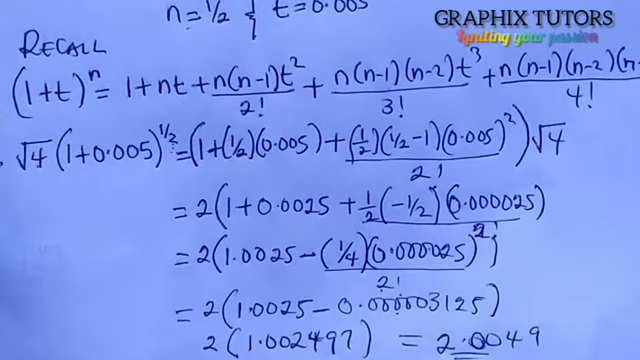 n = 1/2 { t = 0.005
GRAPHIX TUTORS
Igniting your passion
RECALL
(1+t)^n = 1 + nt + n(n-1)t^2/2! + n(n-1)(n-2)t^3/3! + n(n-1)(n-2)(n-/4!
√4(1+0.005)^1/2 = (1+(1/2)(0.005) + (1/2)(1/2-1)(0.005)^2/2!)√4
= 2(1+0.0025 + 1/2(-1/2)(0.000025)/2!)
= 2(1.0025 - (1/4)(0.000025)/2!)
= 2(1.0025 - 0.000003125)
2(1.002497) = 2.0049